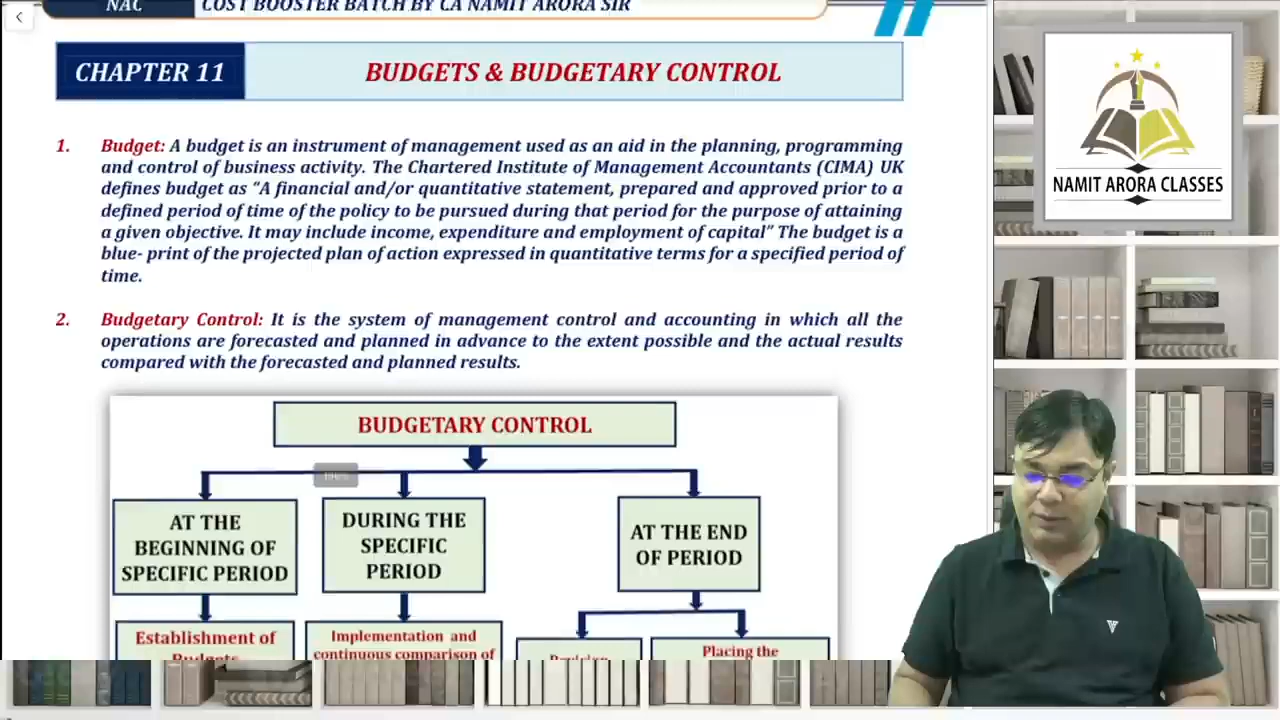 NAC
COST BOOSTER BATCH BY CA NAMIT ARORA SIR
CHAPTER 11
BUDGETS & BUDGETARY CONTROL
1. Budget: A budget is an instrument of management used as an aid in the planning, programming
and control of business activity. The Chartered Institute of Management Accountants (CIMA) UK
defines budget as “A financial and/or quantitative statement, prepared and approved prior to a
defined period of time of the policy to be pursued during that period for the purpose of attaining
a given objective. It may include income, expenditure and employment of capital” The budget is a
blue- print of the projected plan of action expressed in quantitative terms for a specified period of
time.
2. Budgetary Control: It is the system of management control and accounting in which all the
operations are forecasted and planned in advance to the extent possible and the actual results
compared with the forecasted and planned results.
BUDGETARY CONTROL
AT THE
BEGINNING OF
SPECIFIC PERIOD
DURING THE
SPECIFIC
PERIOD
AT THE END
OF PERIOD
Establishment of
Budgets
Implementation and
continuous comparison of
Revision
Placing the
NAMIT ARORA CLASSES